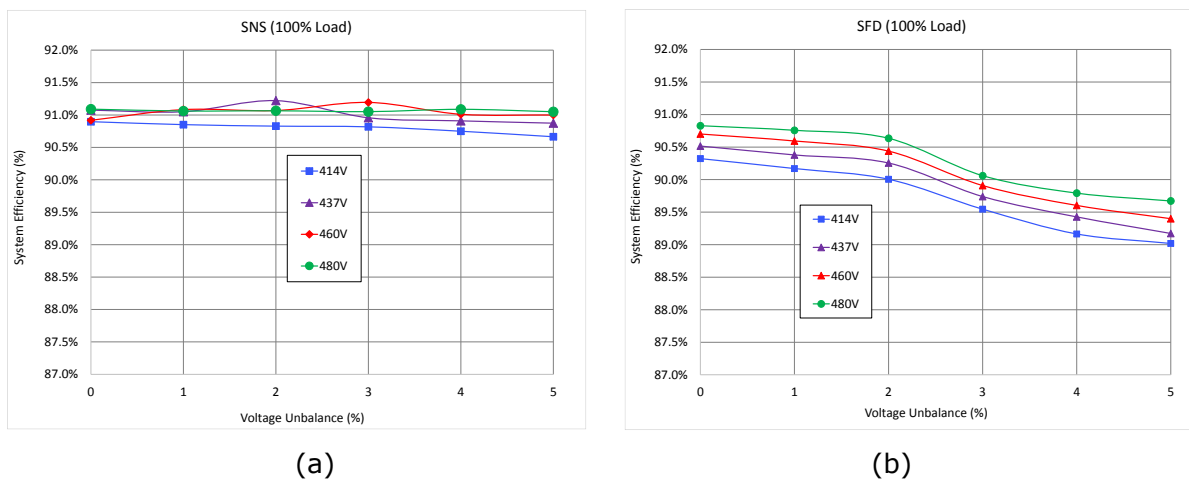 SNS (100% Load)
92.0%
91.5%
91.0%
90.5%
90.0%
89.5%
89.0%
88.5%
88.0%
87.5%
87.0%
System Efficiency (%)
414V
437V
460V
480V
0 1 2 3 4 5
Voltage Unbalance (%)
(a)
SFD (100% Load)
92.0%
91.5%
91.0%
90.5%
90.0%
89.5%
89.0%
88.5%
88.0%
87.5%
87.0%
System Efficiency (%)
414V
437V
460V
480V
0 1 2 3 4 5
Voltage Unbalance (%)
(b)